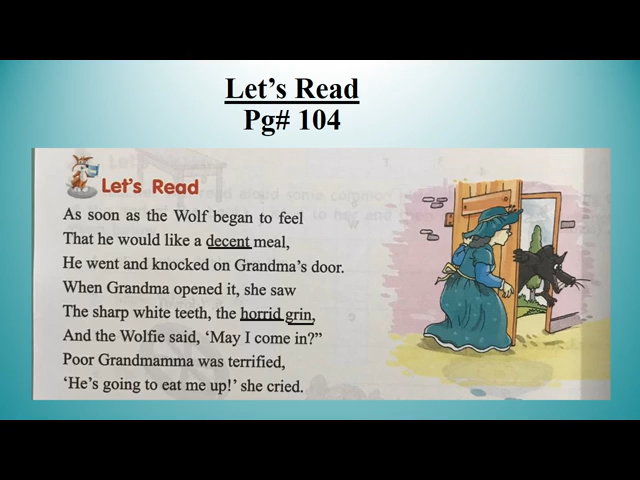 Let's Read
Pg# 104
Let's Read
As soon as the Wolf began to feel
That he would like a decent meal,
He went and knocked on Grandma's door.
When Grandma opened it, she saw
The sharp white teeth, the horrid grin,
And the Wolfie said, ‘May I come in?”
Poor Grandmamma was terrified,
‘He's going to eat me up!’ she cried.